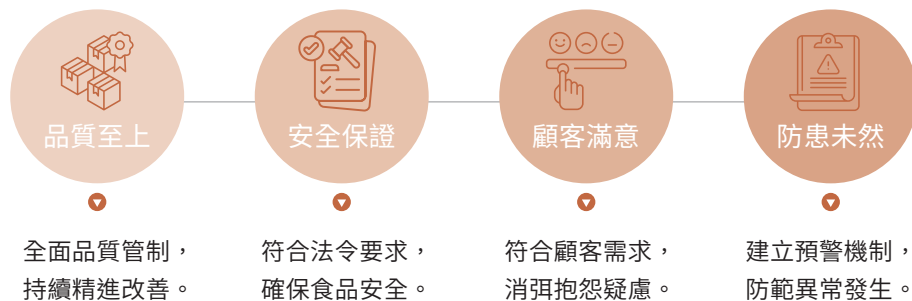 品質至上
全面品質管制，
持續精進改善。
安全保證
符合法令要求，
確保食品安全。
顧客滿意
符合顧客需求，
消弭抱怨疑慮。
防患未然
建立預警機制，
防範異常發生。